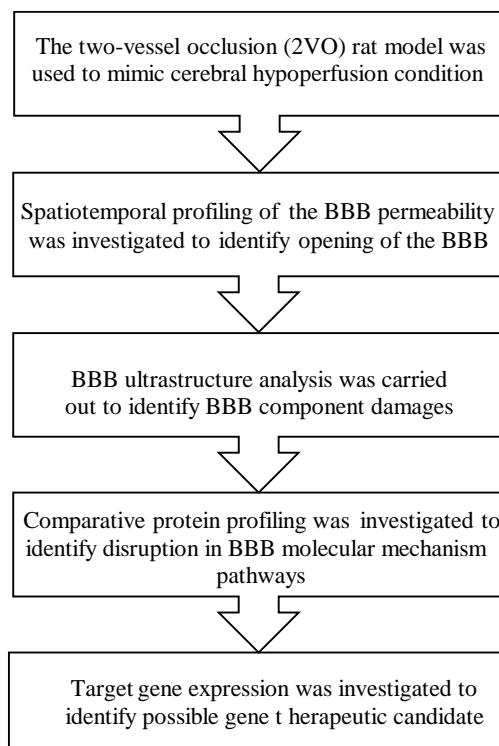 The two-vessel occlusion (2VO) rat model was
used to mimic cerebral hypoperfusion condition
Spatiotemporal profiling of the BBB permeability
was investigated to identify opening of the BBB
BBB ultrastructure analysis was carried
out to identify BBB component damages
Comparative protein profiling was investigated to
identify disruption in BBB molecular mechanism
pathways
Target gene expression was investigated to
identify possible gene t herapeutic candidate